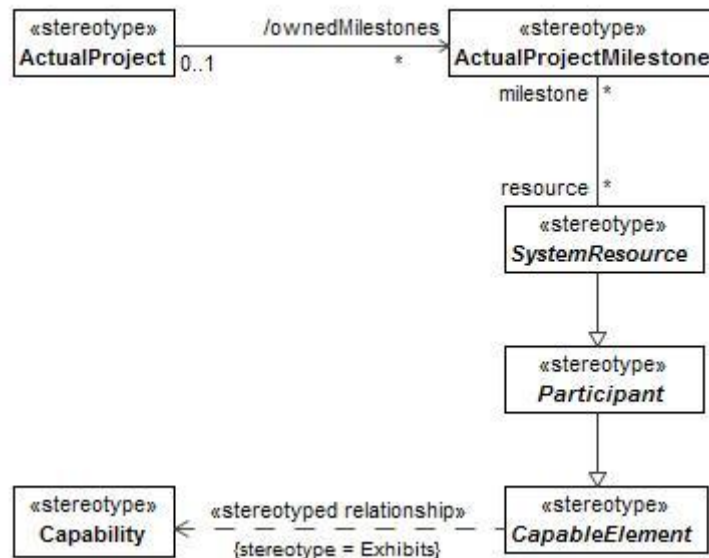 «stereotype»
ActualProject
/ownedMilestones
0..1
*
«stereotype»
ActualProjectMilestone
milestone
*
resource
*
«stereotype»
SystemResource
«stereotype»
Participant
«stereotype»
Capability
«stereotyped relationship»
{stereotype = Exhibits}
«stereotype»
CapableElement